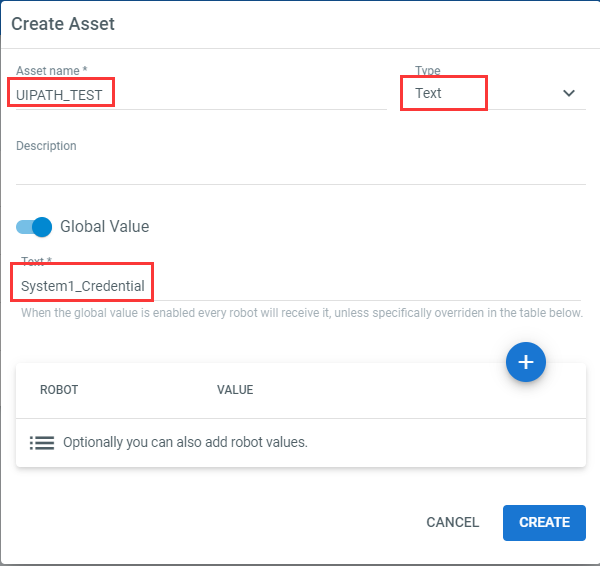 Create Asset
Asset name *
Type
UIPATH_TEST
Text
Description
Global Value
Text *
System1_Credential
When the global value is enabled every robot will receive it, unless specifically overriden in the table below.
+
ROBOT VALUE
Optionally you can also add robot values.
CANCEL CREATE